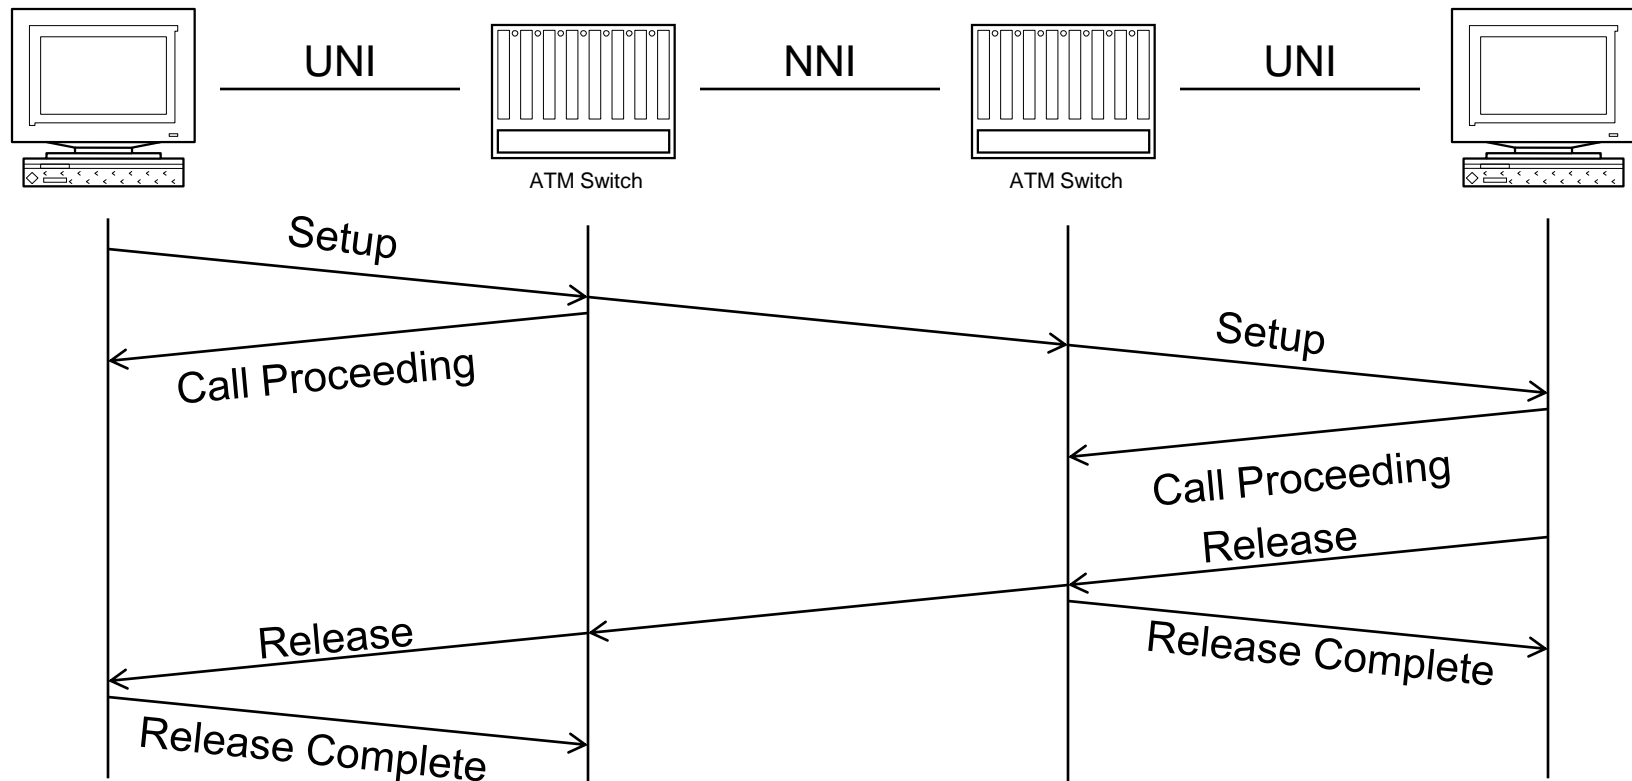 UNI
NNI
UNI
ATM Switch
ATM Switch
Setup
Setup
Call Proceeding
Call Proceeding
Release
Release
Release Complete
Release Complete